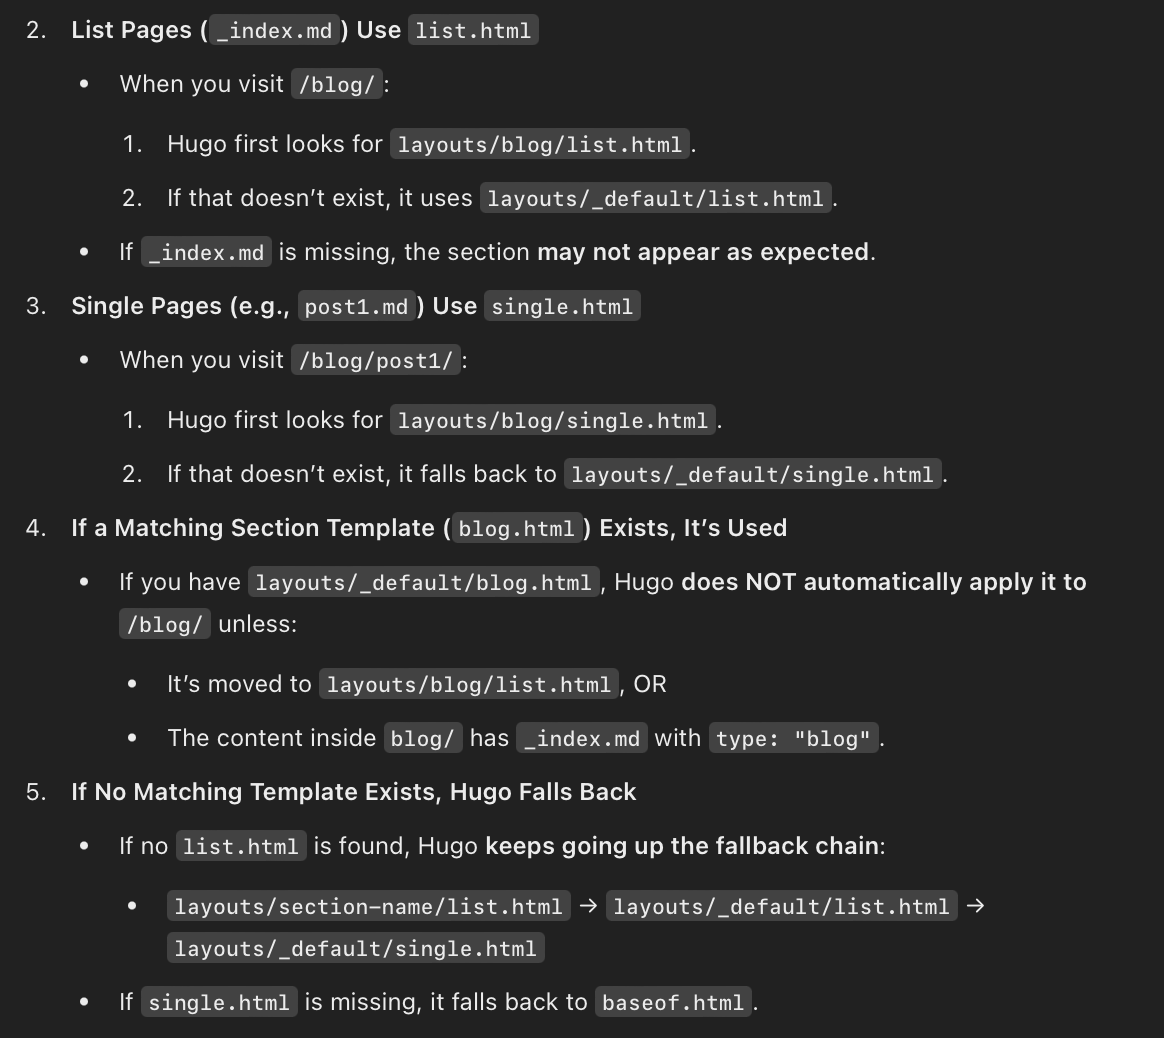 2. List Pages (_index.md) Use list.html
• When you visit /blog/:
1. Hugo first looks for layouts/blog/list.html.
2. If that doesn’t exist, it uses layouts/_default/list.html.
• If _index.md is missing, the section may not appear as expected.
3. Single Pages (e.g., post1.md) Use single.html
• When you visit /blog/post1/:
1. Hugo first looks for layouts/blog/single.html.
2. If that doesn’t exist, it falls back to layouts/_default/single.html.
4. If a Matching Section Template (blog.html) Exists, It’s Used
• If you have layouts/_default/blog.html, Hugo does NOT automatically apply it to
/blog/ unless:
• It’s moved to layouts/blog/list.html, OR
• The content inside blog/ has _index.md with type: "blog".
5. If No Matching Template Exists, Hugo Falls Back
• If no list.html is found, Hugo keeps going up the fallback chain:
• layouts/section-name/list.html → layouts/_default/list.html →
layouts/_default/single.html
• If single.html is missing, it falls back to baseof.html.